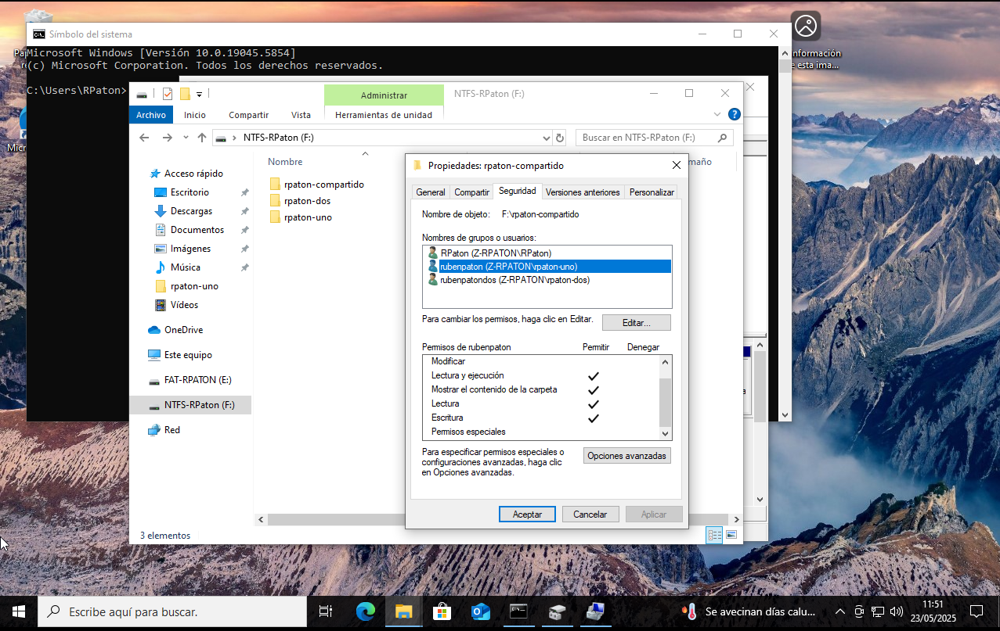 Símbolo del sistema
Microsoft Windows [Versión 10.0.19045.5854]
(c) Microsoft Corporation. Todos los derechos reservados.
C:\Users\RPaton>
Administrar
NTFS-RPaton (F:)
Archivo
Inicio
Compartir
Vista
Herramientas de unidad
NTFS-RPaton (F:)
Buscar en NTFS-RPaton (F:)
Nombre
Acceso rápido
Escritorio
Descargas
Documentos
Imágenes
Música
rpaton-uno
Vídeos
OneDrive
Este equipo
FAT-RPATON (E:)
NTFS-RPaton (F:)
Red
rpaton-compartido
rpaton-dos
rpaton-uno
3 elementos
Propiedades: rpaton-compartido
General
Compartir
Seguridad
Versiones anteriores
Personalizar
Nombre de objeto: F:\rpaton-compartido
Nombres de grupos o usuarios:
RPaton (Z-RPATON\RPaton)
rubenpaton (Z-RPATON\rpaton-uno)
rubenpatondos (Z-RPATON\rpaton-dos)
Para cambiar los permisos, haga clic en Editar.
Editar...
Permisos de rubenpaton Permitir Denegar
Modificar
Lectura y ejecución
Mostrar el contenido de la carpeta
Lectura
Escritura
Permisos especiales
Para especificar permisos especiales o
configuraciones avanzadas, haga clic
en Opciones avanzadas.
Opciones avanzadas
Aceptar
Cancelar
Aplicar
nformación
e esta ima...
Escribe aquí para buscar.
Se avecinan días calu...
11:51
23/05/2025